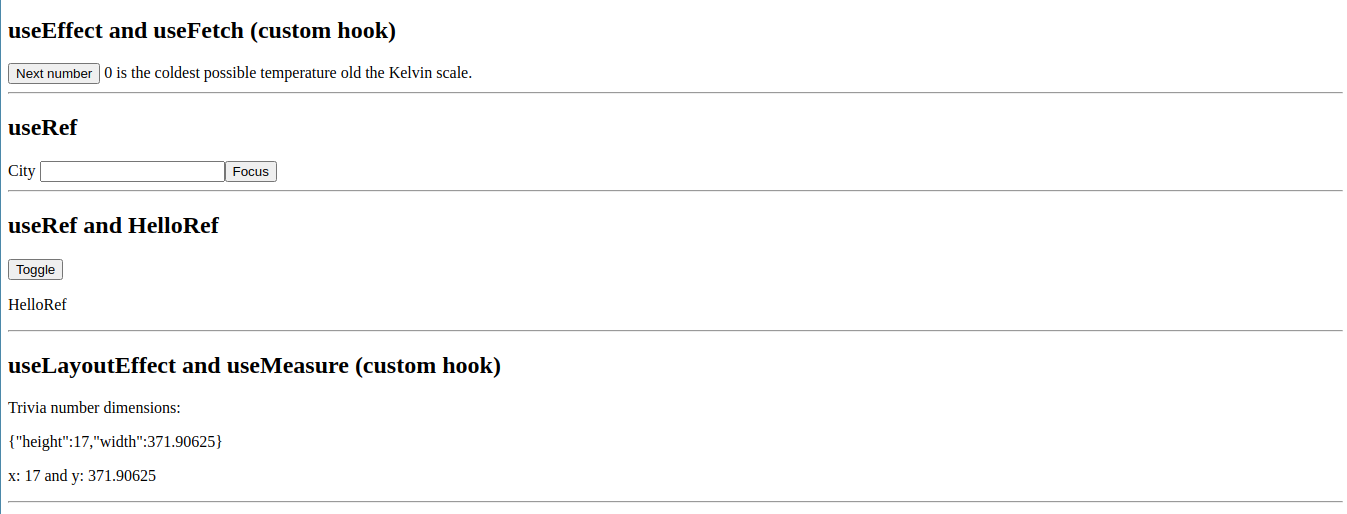 useEffect and useFetch (custom hook)
Next number 0 is the coldest possible temperature old the Kelvin scale.
useRef
City Focus
useRef and HelloRef
Toggle
HelloRef
useLayoutEffect and useMeasure (custom hook)
Trivia number dimensions:
{"height":17,"width":371.90625}
x: 17 and y: 371.90625